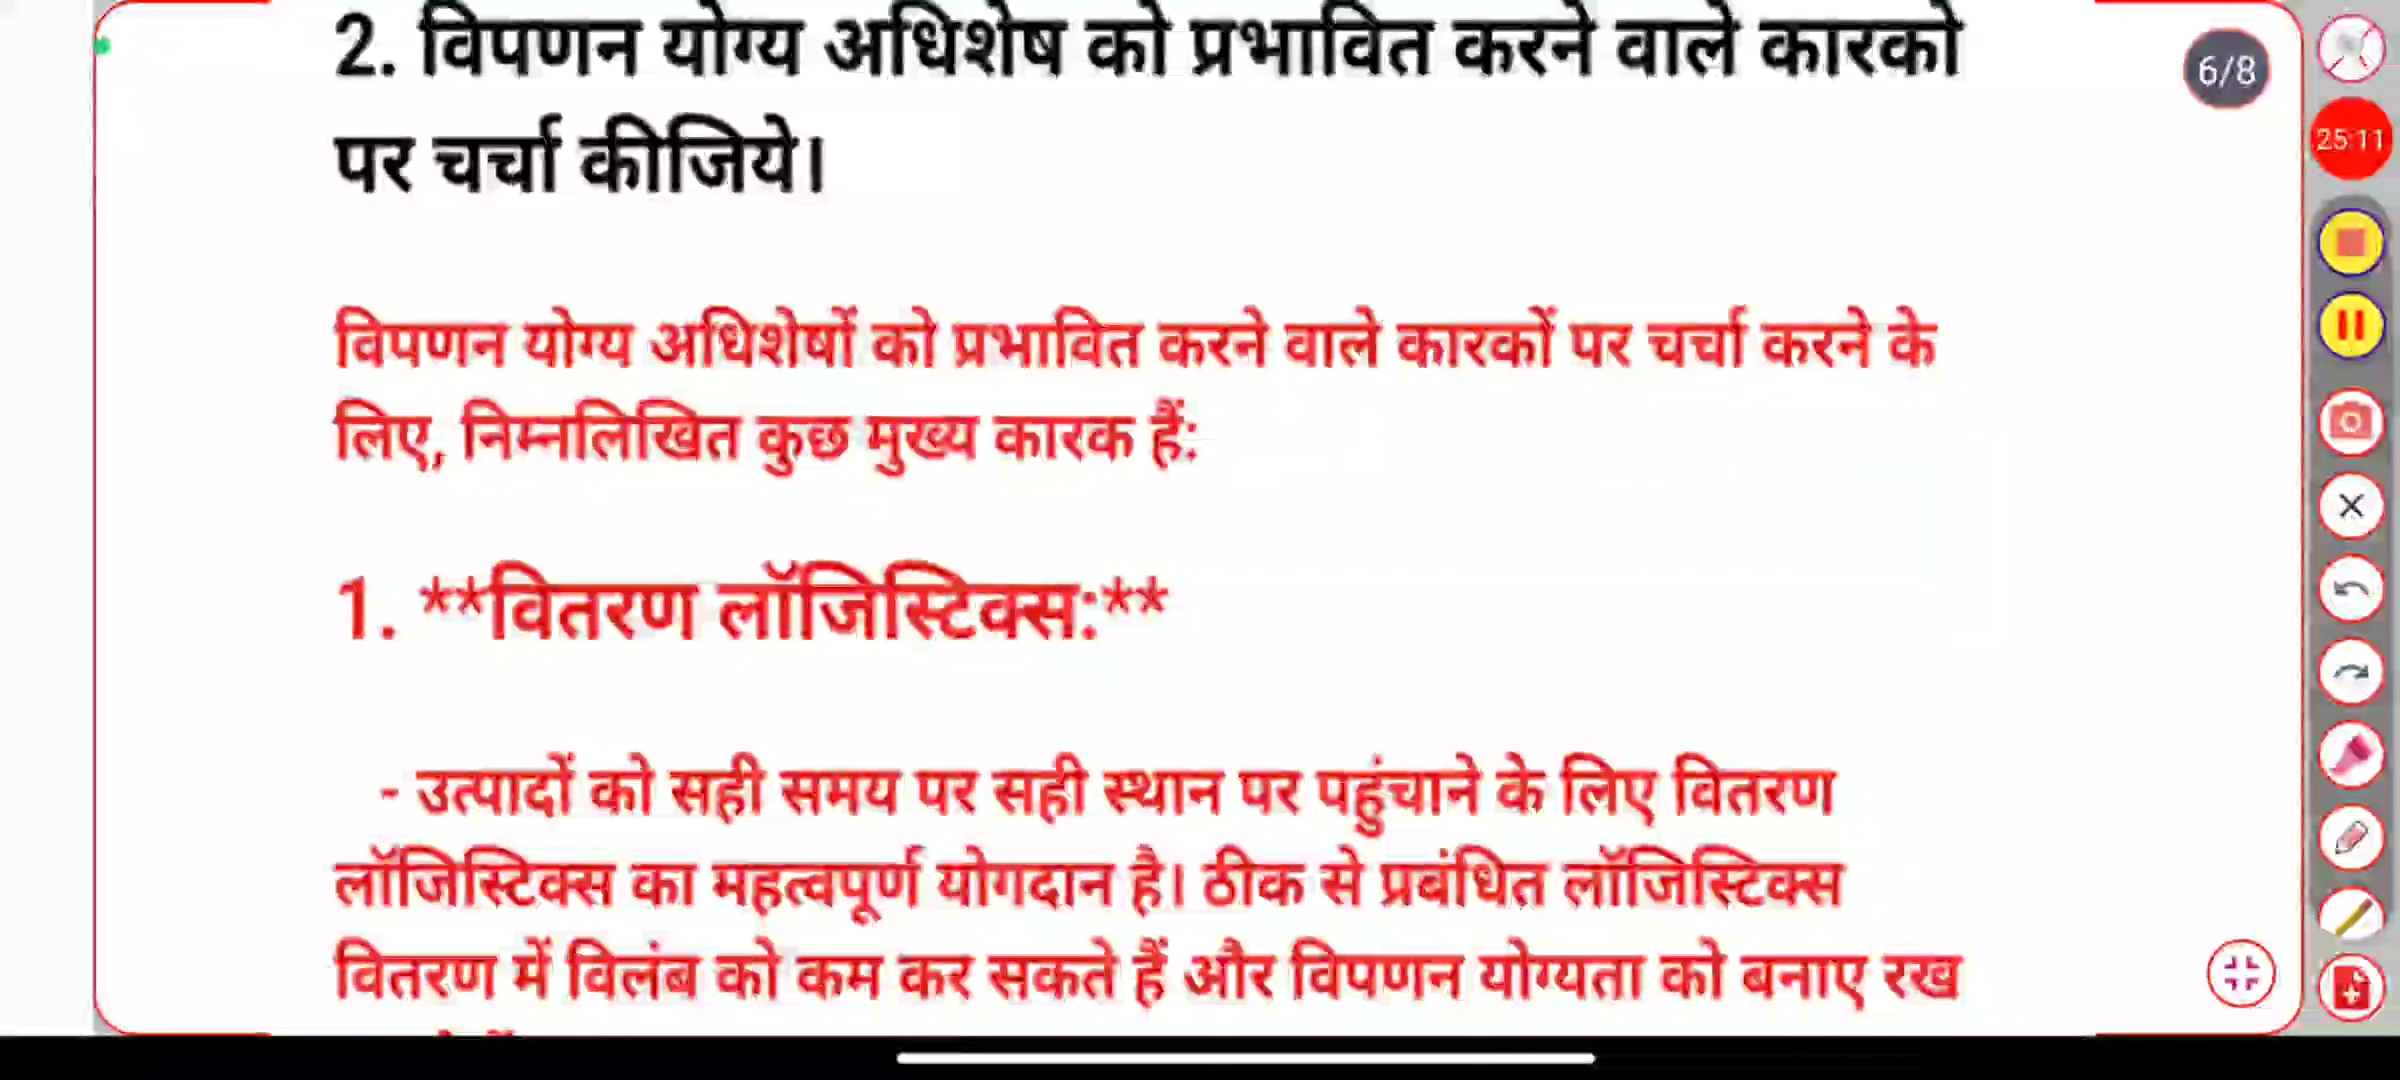 2. विपणन योग्य अधिशेष को प्रभावित करने वाले कारको
6/8
पर चर्चा कीजिये।
25:11
विपणन योग्य अधिशेषों को प्रभावित करने वाले कारकों पर चर्चा करने के
लिए, निम्नलिखित कुछ मुख्य कारक हैं:
1. **वितरण लॉजिस्टिक्स:**
- उत्पादों को सही समय पर सही स्थान पर पहुंचाने के लिए वितरण
लॉजिस्टिक्स का महत्वपूर्ण योगदान है। ठीक से प्रबंधित लॉजिस्टिक्स
वितरण में विलंब को कम कर सकते हैं और विपणन योग्यता को बनाए रख